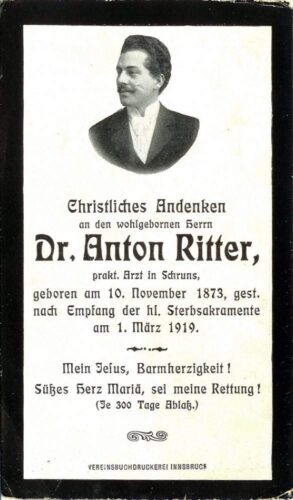 Christliches Andenken
an den wohlgebornen Herrn
Dr. Anton Ritter,
prakt. Arzt in Schruns,
geboren am 10. November 1873, gest.
nach Empfang der hl. Sterbsakramente
am 1. März 1919.
Mein Jesus, Barmherzigkeit!
Süßes Herz Mariä, sei meine Rettung!
(Je 300 Tage Ablaß.)
VEREINSBUCHDRUCKEREI INNSBRUCK